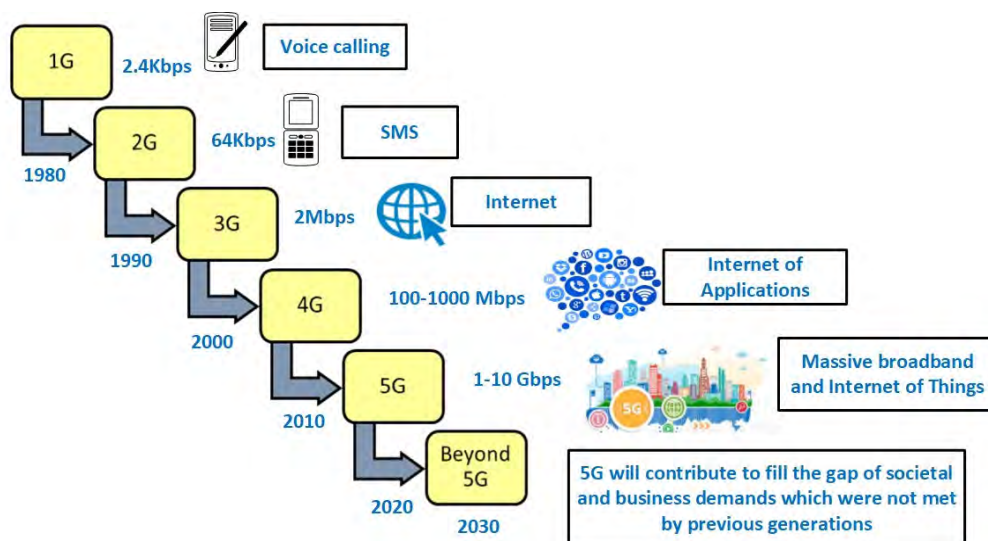 1G
2.4Kbps
Voice calling
1980
2G
64Kbps
SMS
1990
3G
2Mbps
Internet
2000
4G
100-1000 Mbps
Internet of
Applications
2010
5G
1-10 Gbps
5G
Massive broadband
and Internet of Things
2020
Beyond
5G
2030
5G will contribute to fill the gap of societal
and business demands which were not met
by previous generations